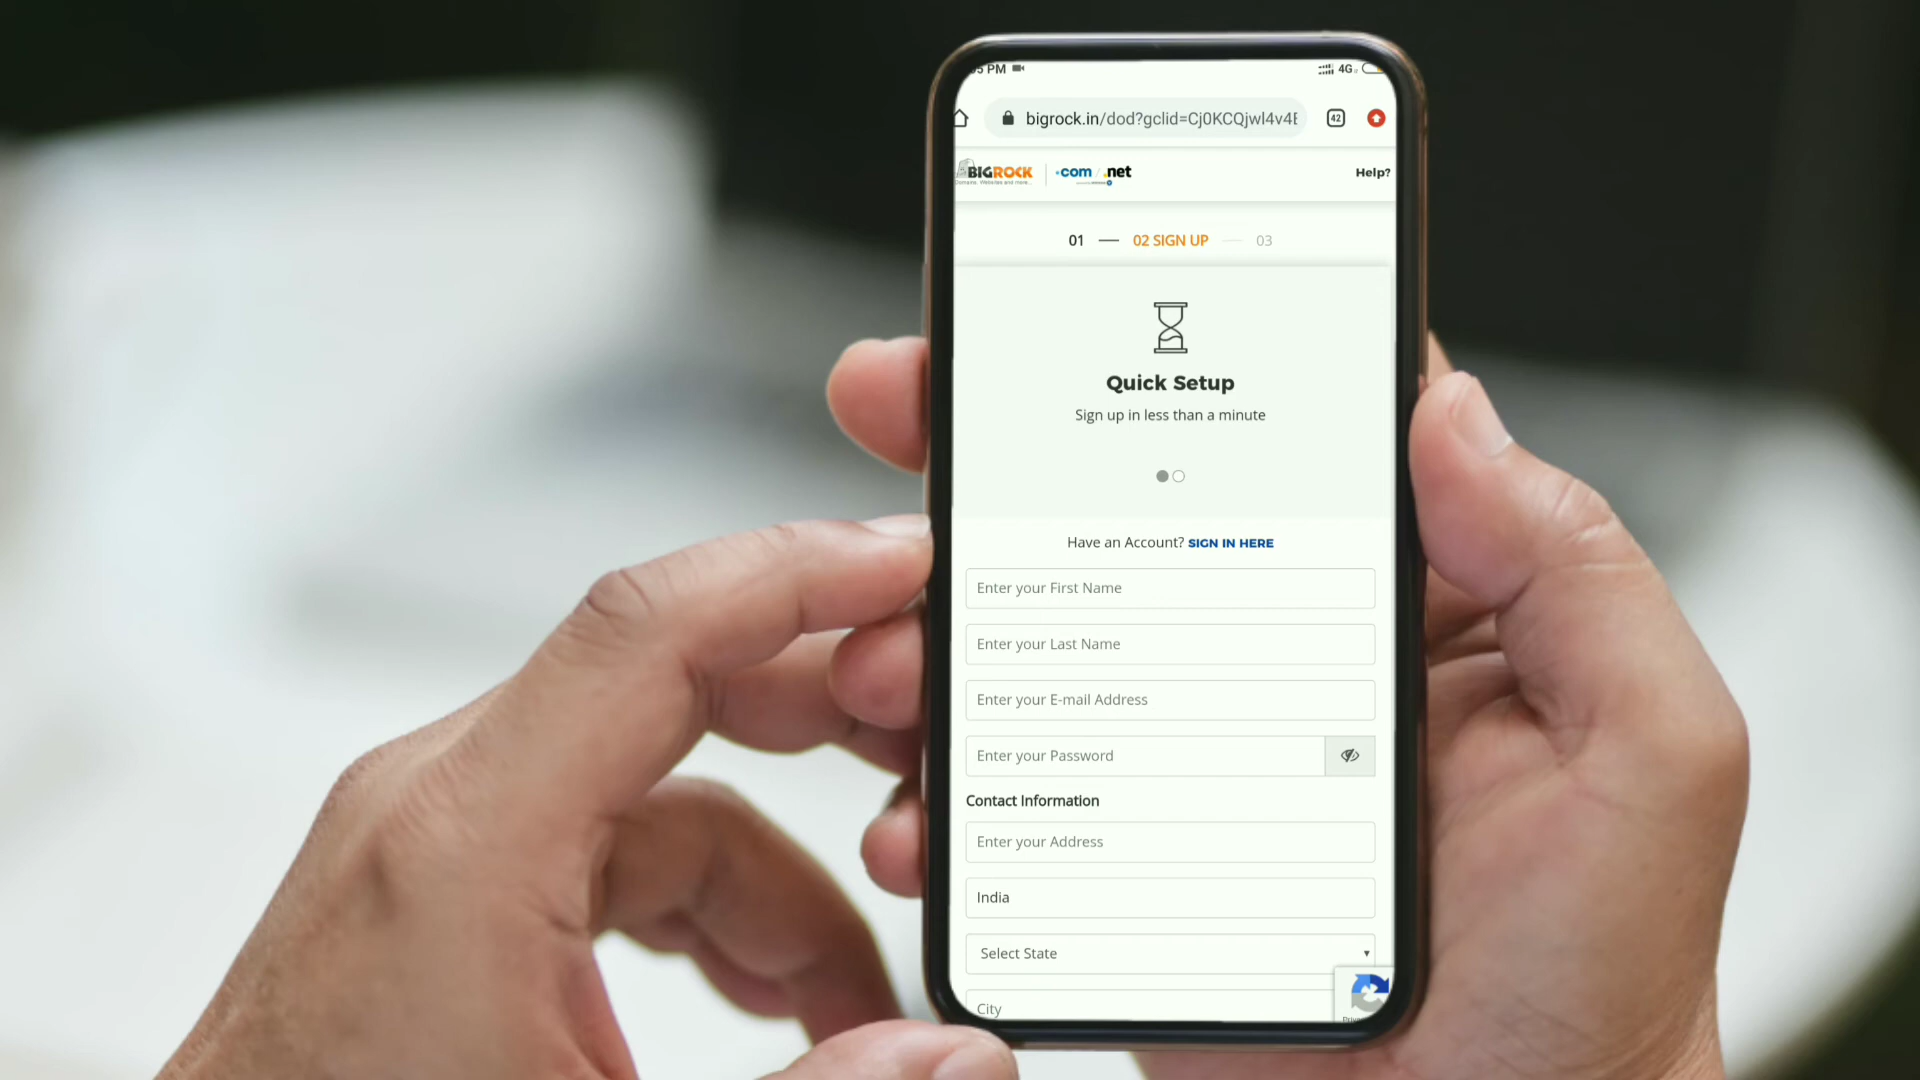 5 PM 4G
bigrock.in/dod?gclid=Cj0KCQjwl4v4E 42
BIGROCK .com / .net Help?
Domains. Websites and more...
01 — 02 SIGN UP — 03
Quick Setup
Sign up in less than a minute
Have an Account? SIGN IN HERE
Enter your First Name
Enter your Last Name
Enter your E-mail Address
Enter your Password
Contact Information
Enter your Address
India
Select State
City